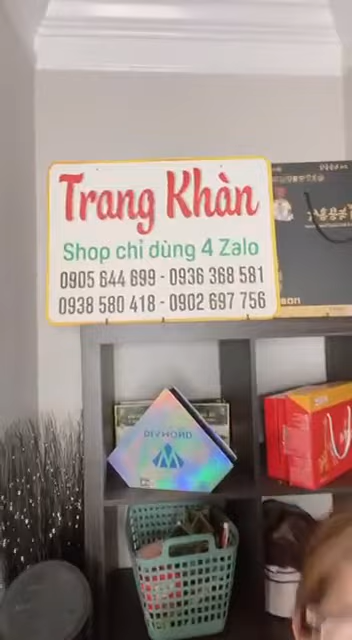 Trang Khàn
Shop chỉ dùng 4 Zalo
0905 644 699 - 0936 368 581
0938 580 418 - 0902 697 756